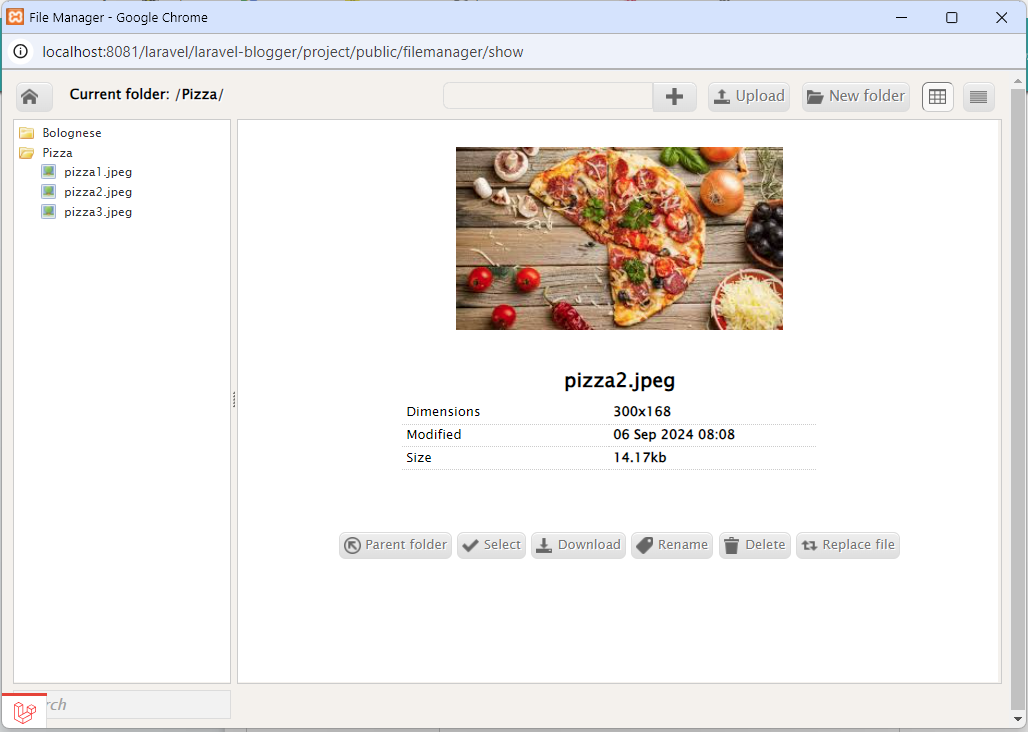 File Manager - Google Chrome
localhost:8081/laravel/laravel-blogger/project/public/filemanager/show
Current folder: /Pizza/
Upload
New folder
Bolognese
Pizza
pizza1.jpeg
pizza2.jpeg
pizza3.jpeg
pizza2.jpeg
Dimensions 300x168
Modified 06 Sep 2024 08:08
Size 14.17kb
Parent folder Select Download Rename Delete Replace file